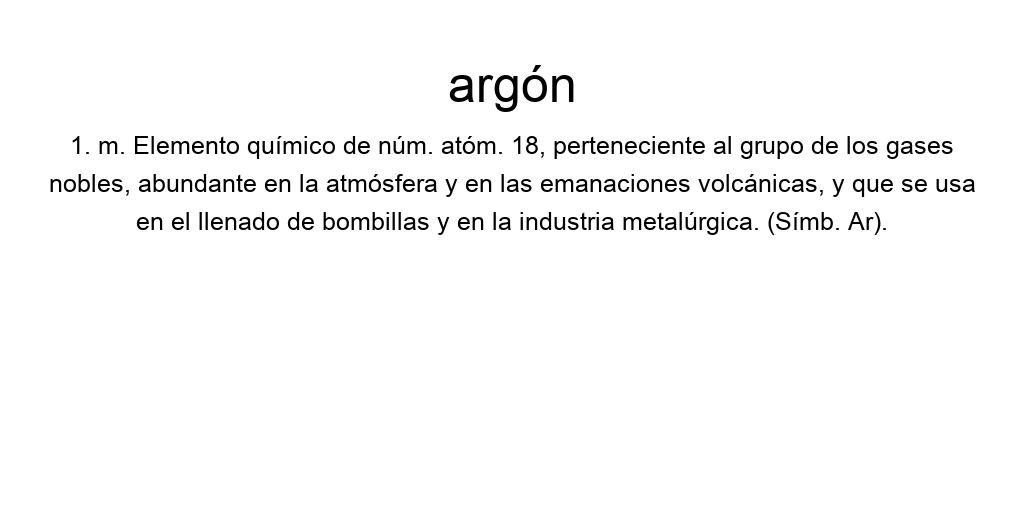 argón
1. m. Elemento químico de núm. atóm. 18, perteneciente al grupo de los gases
nobles, abundante en la atmósfera y en las emanaciones volcánicas, y que se usa
en el llenado de bombillas y en la industria metalúrgica. (Símb. Ar).